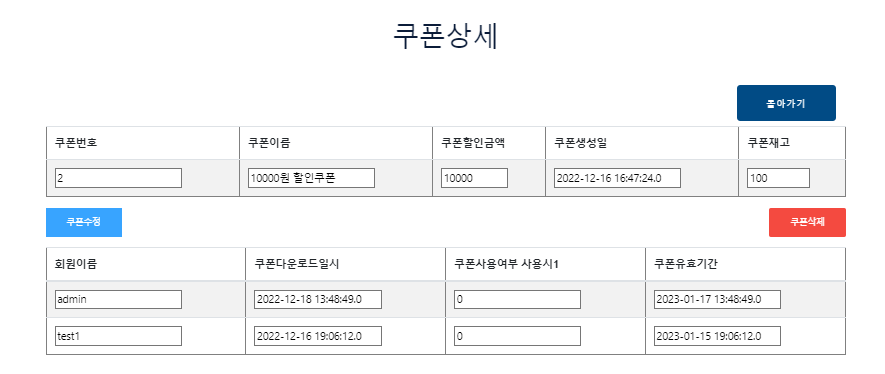 쿠폰상세
돌아가기
쿠폰번호 쿠폰이름 쿠폰할인금액 쿠폰생성일 쿠폰재고
2 10000원 할인쿠폰 10000 2022-12-16 16:47:24.0 100
쿠폰수정 쿠폰삭제
회원이름 쿠폰다운로드일시 쿠폰사용여부 사용시1 쿠폰유효기간
admin 2022-12-18 13:48:49.0 0 2023-01-17 13:48:49.0
test1 2022-12-16 19:06:12.0 0 2023-01-15 19:06:12.0